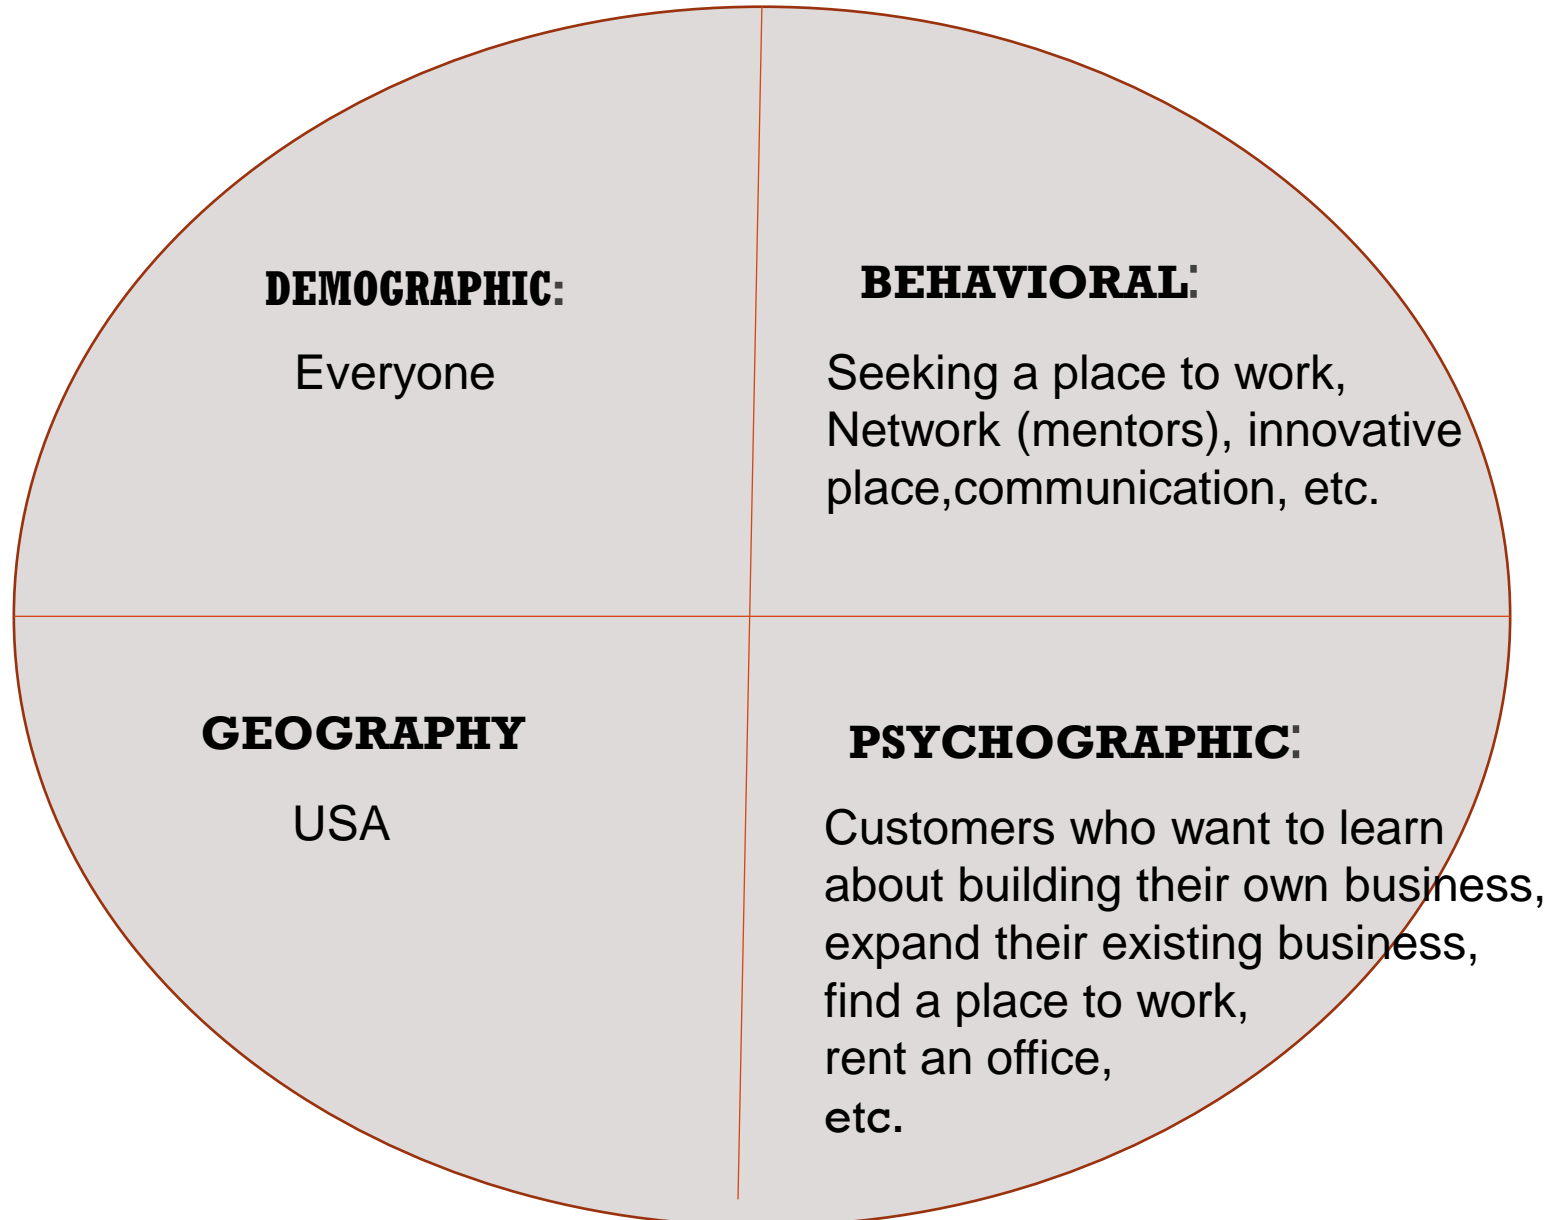 DEMOGRAPHIC:
Everyone
BEHAVIORAL:
Seeking a place to work,
Network (mentors), innovative
place,communication, etc.
GEOGRAPHY
USA
PSYCHOGRAPHIC:
Customers who want to learn
about building their own business,
expand their existing business,
find a place to work,
rent an office,
etc.